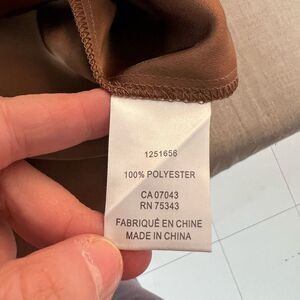 1251656
100% POLYESTER
CA 07043
RN 75343
FABRIQUÉ EN CHINE
MADE IN CHINA